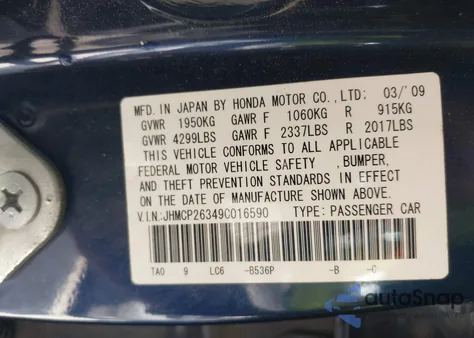 MFD. IN JAPAN BY HONDA MOTOR CO., LTD: 03/'09
GVWR 1950KG GAWR F 1060KG R 915KG
GVWR 4299LBS GAWR F 2337LBS R 2017LBS
THIS VEHICLE CONFORMS TO ALL APPLICABLE
FEDERAL MOTOR VEHICLE SAFETY ,BUMPER,
AND THEFT PREVENTION STANDARDS IN EFFECT
ON THE DATE OF MANUFACTURE SHOWN ABOVE.
V.I.N.:JHMCP26349C016590 TYPE: PASSENGER CAR
TA0 9 LC6 -B536P -B -C
autoSnap